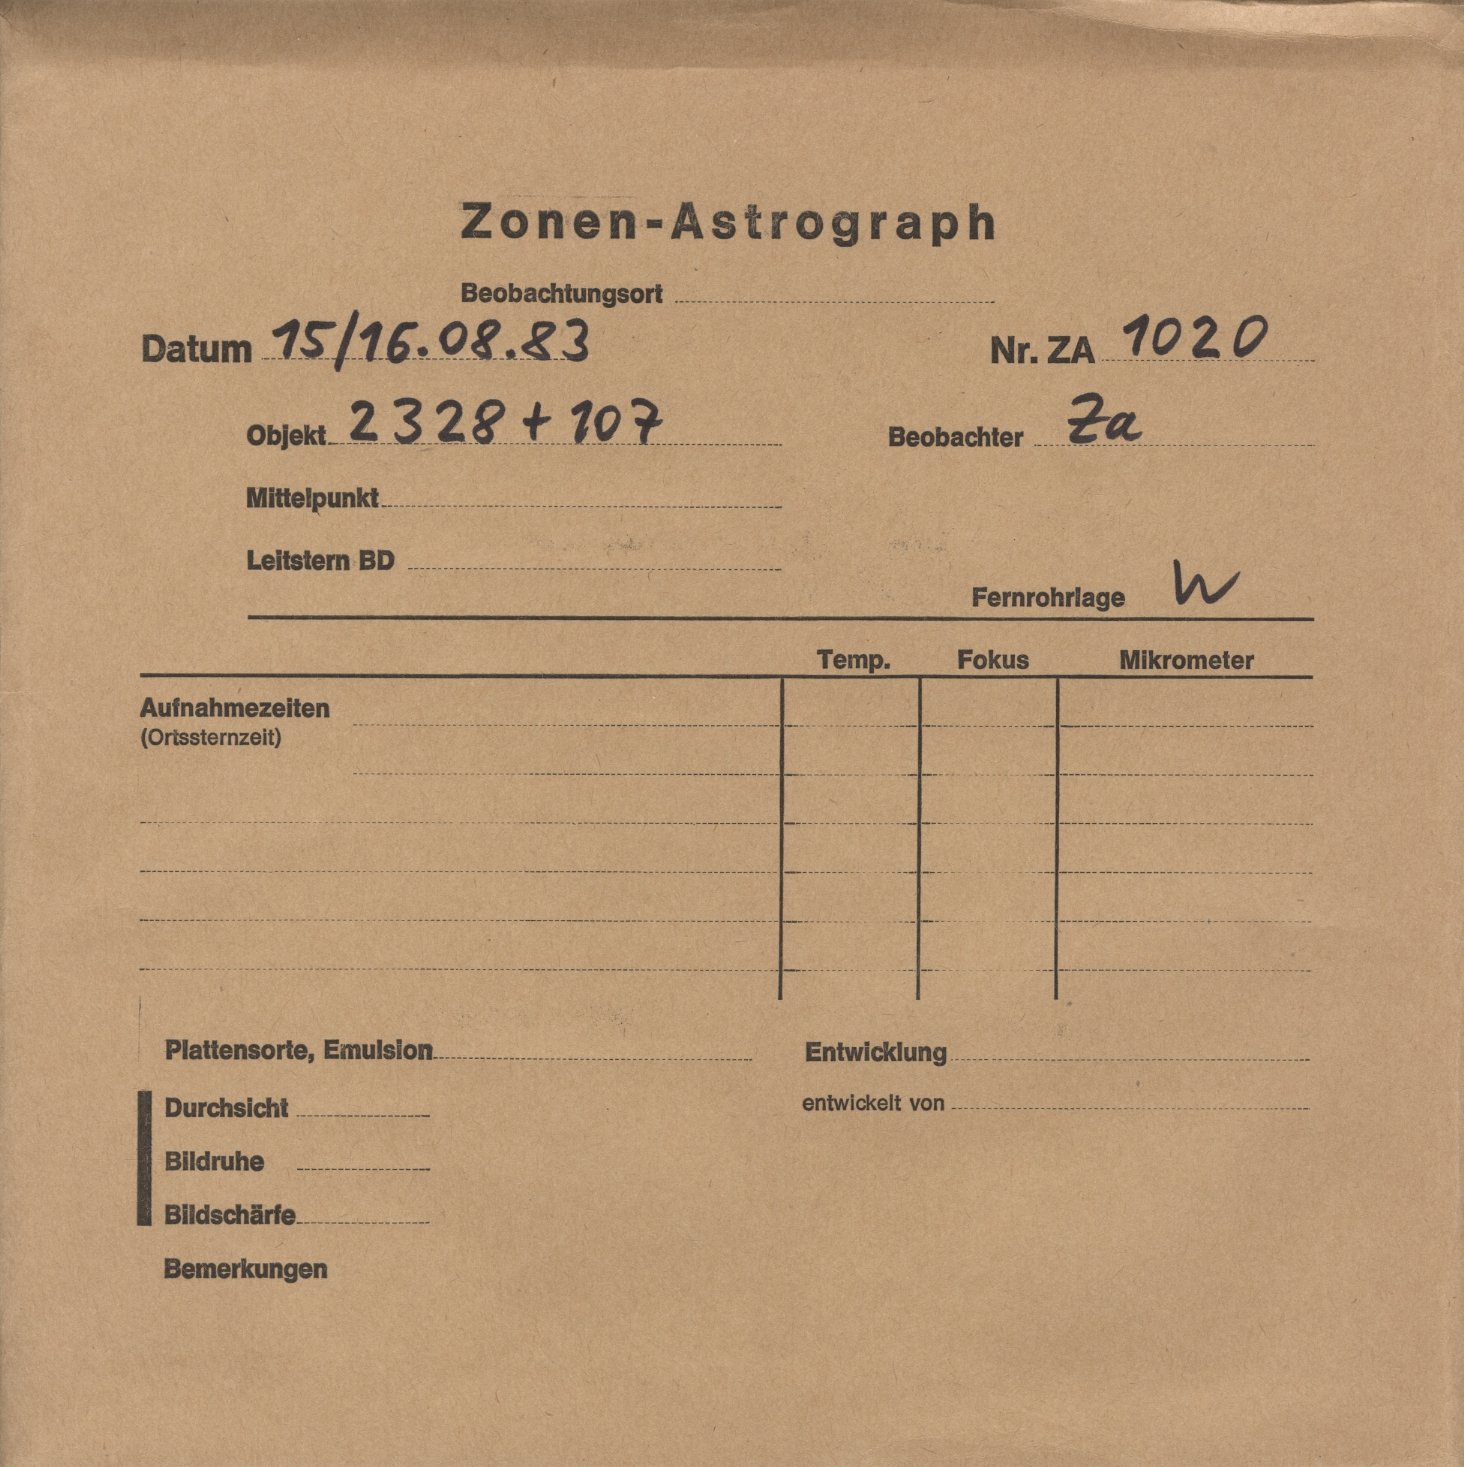 Zonen-Astrograph
Beobachtungsort
Datum 15/16.08.83 Nr. ZA 1020
Objekt 2328+107 Beobachter Za
Mittelpunkt
Leitstern BD
Fernrohrlage W
Temp. Fokus Mikrometer
Aufnahmezeiten
(Ortssternzeit)
Plattensorte, Emulsion Entwicklung
Durchsicht entwickelt von
Bildruhe
Bildschärfe
Bemerkungen